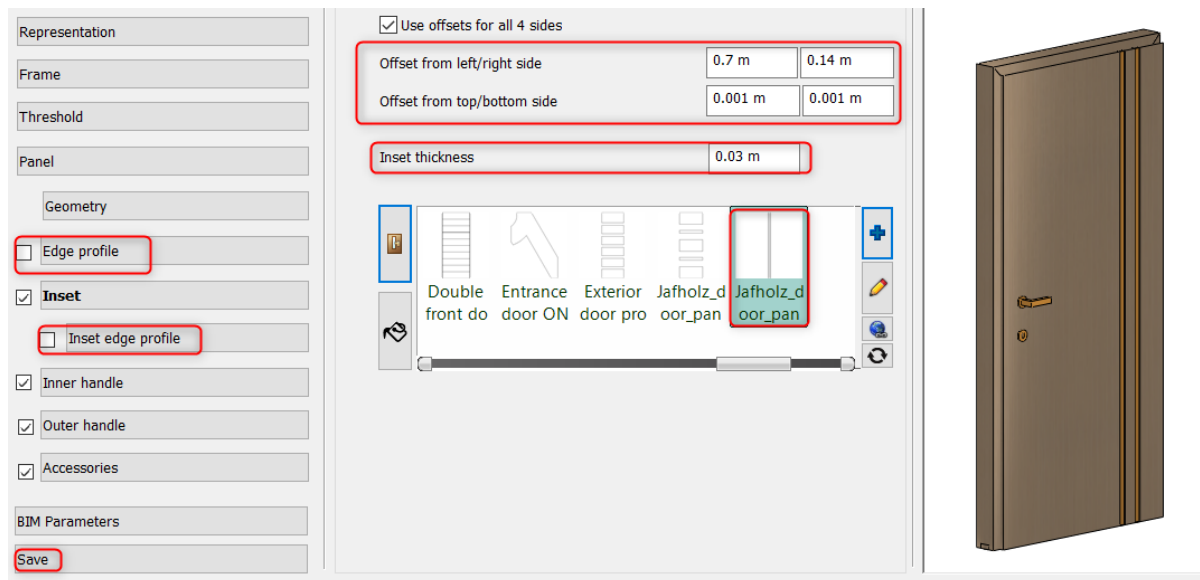 Representation
Frame
Threshold
Panel
Geometry
Edge profile
Inset
Inset edge profile
Inner handle
Outer handle
Accessories
BIM Parameters
Save
Use offsets for all 4 sides
Offset from left/right side 0.7 m 0.14 m
Offset from top/bottom side 0.001 m 0.001 m
Inset thickness 0.03 m
Double Entrance Exterior Jafholz_d Jafholz_d
front do door ON door pro oor_pan oor_pan